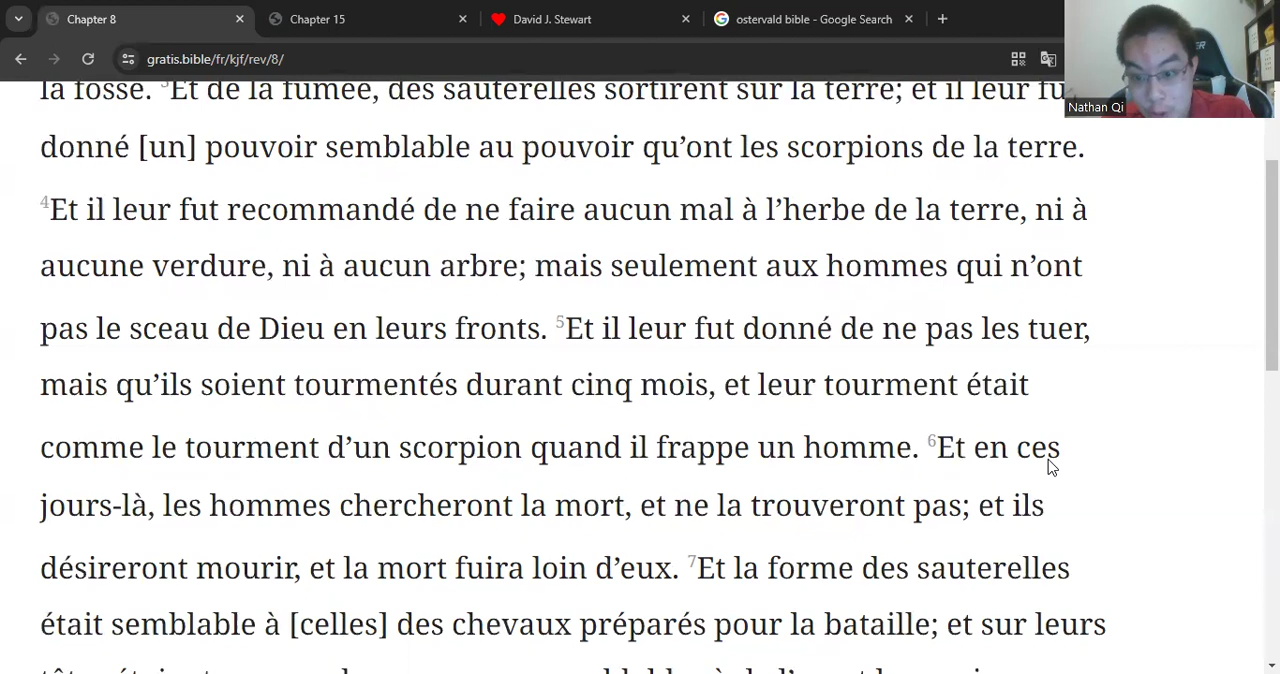 Chapter 8
Chapter 15
David J. Stewart
ostervald bible - Google Search
gratis.bible/fr/kjf/rev/8/
Nathan Qi
la fosse. 3Et de la fumée, des sauterelles sortirent sur la terre; et il leur fu
donné [un] pouvoir semblable au pouvoir qu’ont les scorpions de la terre.
4Et il leur fut recommandé de ne faire aucun mal à l’herbe de la terre, ni à
aucune verdure, ni à aucun arbre; mais seulement aux hommes qui n’ont
pas le sceau de Dieu en leurs fronts. 5Et il leur fut donné de ne pas les tuer,
mais qu’ils soient tourmentés durant cinq mois, et leur tourment était
comme le tourment d’un scorpion quand il frappe un homme. 6Et en ces
jours-là, les hommes chercheront la mort, et ne la trouveront pas; et ils
désireront mourir, et la mort fuira loin d’eux. 7Et la forme des sauterelles
était semblable à [celles] des chevaux préparés pour la bataille; et sur leurs